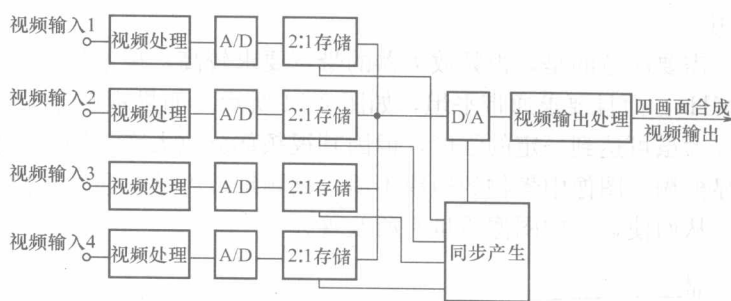 视频输入1
视频处理
A/D
2:1存储
视频输入2
视频处理
A/D
2:1存储
D/A
视频输出处理
四画面合成
视频输出
视频输入3
视频处理
A/D
2:1存储
视频输入4
视频处理
A/D
2:1存储
同步产生